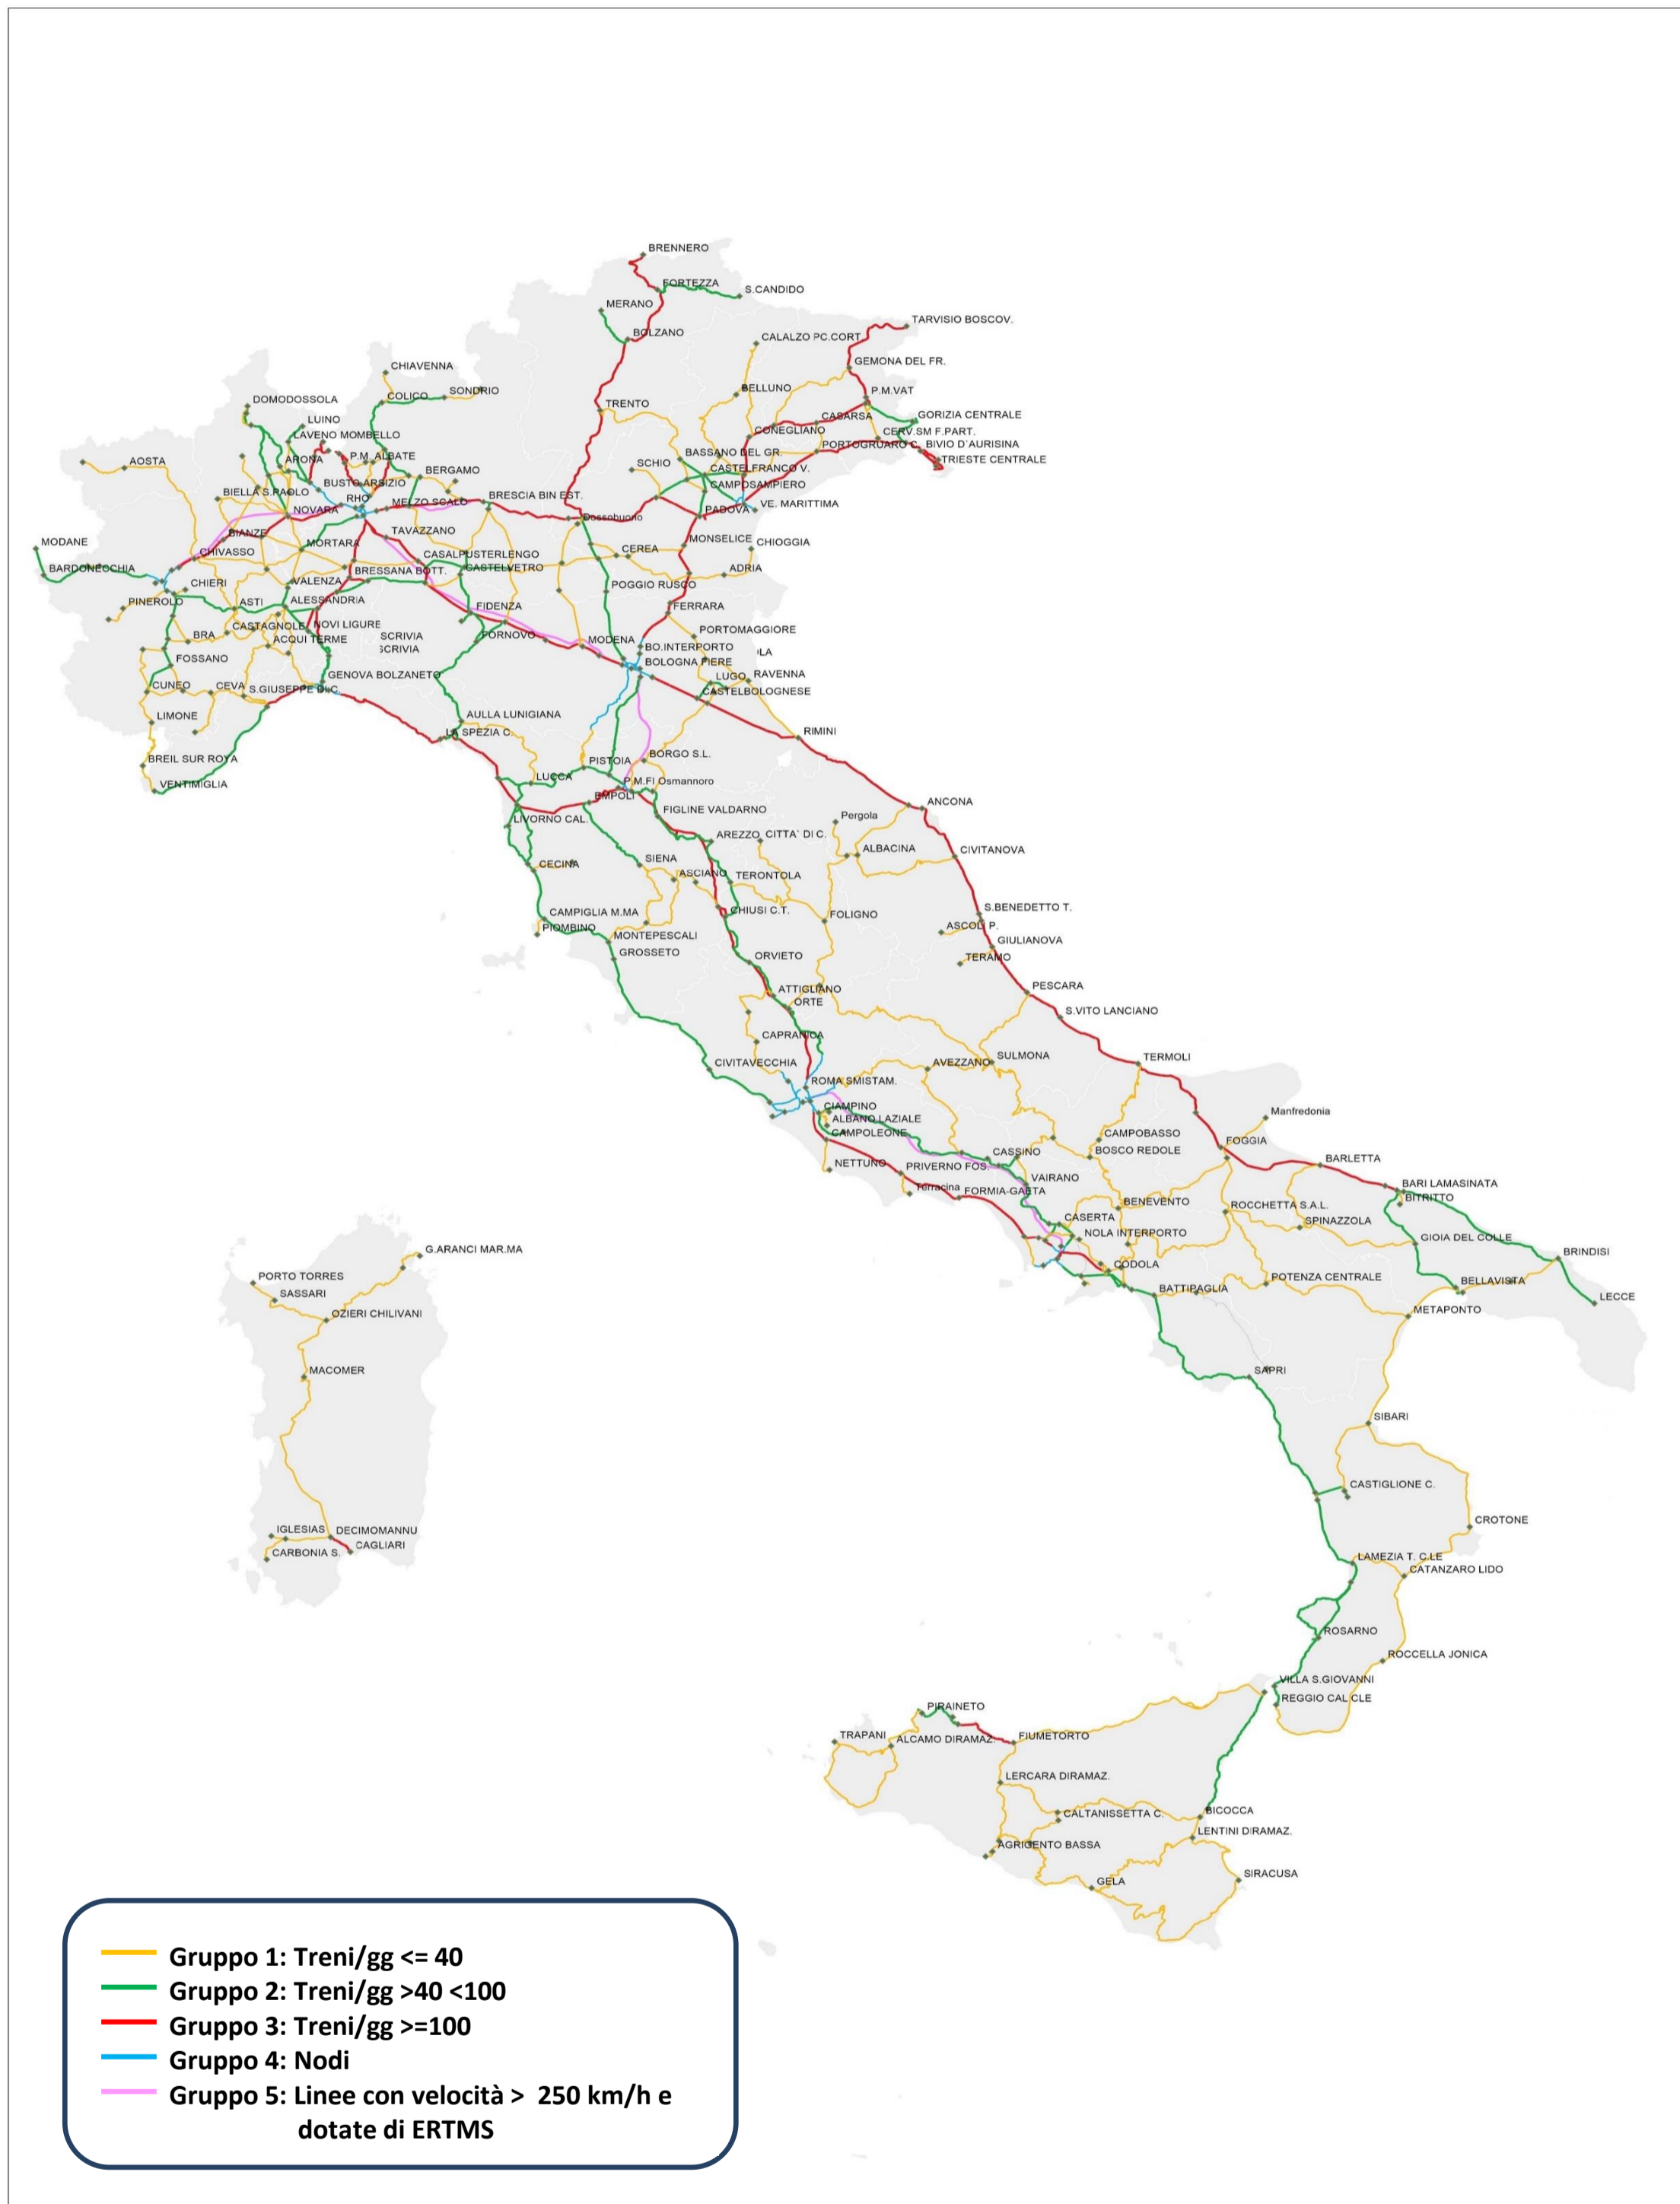 BRENNERO
FORTEZZA
S.CANDIDO
MERANO
TARVISIO BOSCOV.
BOLZANO
CALALZO PC.CORT
GEMONA DEL FR.
CHIAVENNA
BELLUNO
P.M.VAT
DOMODOSSOLA
COLICO
SONDRIO
TRENTO
CASARSA
GORIZIA CENTRALE
LUINO
CONEGLIANO
CERV.SM F.PART.
LAVENO MOMBELLO
PORTOGRUARO C.
BIVIO D'AURISINA
AOSTA
ARONA
P.M. ALBATE
SCHIO
BASSANO DEL GR.
TRIESTE CENTRALE
BERGAMO
CASTELFRANCO V.
BUSTO ARSIZIO
CAMPOSAMPIERO
BIELLA S.PAOLO
RHO
MELZO SCALO
BRESCIA BIN EST.
VE. MARITTIMA
NOVARA
PADOVA
Dossobuono
BIANZE
TAVAZZANO
MODANE
CHIVASSO
MORTARA
CASALPUSTERLENGO
CEREA
MONSELICE
CHIOGGIA
BARDONECCHIA
BRESSANA BOTT.
CASTELVETRO
ADRIA
CHIERI
VALENZA
POGGIO RUSCO
PINEROLO
ASTI
ALESSANDRIA
FIDENZA
FERRARA
CASTAGNOLE
NOVI LIGURE
SCRIVIA
FORNOVO
PORTOMAGGIORE
BRA
ACQUI TERME
SCRIVIA
MODENA
BO.INTERPORTO
LA
FOSSANO
BOLOGNA FIERE
GENOVA BOLZANETO
LUGO
RAVENNA
CUNEO
CEVA
S.GIUSEPPE DI C.
CASTELBOLOGNESE
LIMONE
AULLA LUNIGIANA
LA SPEZIA C.
RIMINI
BREIL SUR ROYA
PISTOIA
BORGO S.L.
VENTIMIGLIA
LUCCA
P.M.FI Osmannoro
EMPOLI
ANCONA
LIVORNO CAL.
FIGLINE VALDARNO
Pergola
AREZZO
CITTA' DI C.
ALBACINA
CIVITANOVA
CECINA
SIENA
ASCIANO
TERONTOLA
CAMPIGLIA M.MA
CHIUSI C.T.
FOLIGNO
S.BENEDETTO T.
PIOMBINO
ASCOLI P.
MONTEPESCALI
GIULIANOVA
GROSSETO
ORVIETO
TERAMO
ATTIGLIANO
PESCARA
ORTE
S.VITO LANCIANO
CAPRANICA
CIVITAVECCHIA
AVEZZANO
SULMONA
TERMOLI
ROMA SMISTAM.
CIAMPINO
ALBANO LAZIALE
Manfredonia
CAMPOLEONE
CAMPOBASSO
FOGGIA
CASSINO
BOSCO REDOLE
BARLETTA
NETTUNO
PRIVERNO FOS.
VAIRANO
BARI LAMASINATA
Terracina
FORMIA-GAETA
BENEVENTO
BITRITTO
ROCCHETTA S.A.L.
CASERTA
SPINAZZOLA
NOLA INTERPORTO
GIOIA DEL COLLE
G.ARANCI MAR.MA
BRINDISI
CODOLA
PORTO TORRES
POTENZA CENTRALE
BELLAVISTA
SASSARI
BATTIPAGLIA
LECCE
OZIERI CHILIVANI
METAPONTO
MACOMER
SAPRI
SIBARI
CASTIGLIONE C.
IGLESIAS
DECIMOMANNU
CROTONE
CAGLIARI
CARBONIA S.
LAMEZIA T. C.LE
CATANZARO LIDO
ROSARNO
ROCCELLA JONICA
VILLA S.GIOVANNI
REGGIO CAL CLE
PIRAINETO
TRAPANI
ALCAMO DIRAMAZ.
FIUMETORTO
LERCARA DIRAMAZ.
CALTANISSETTA C.
BICOCCA
LENTINI DIRAMAZ.
AGRIGENTO BASSA
SIRACUSA
GELA
Gruppo 1: Treni/gg <= 40
Gruppo 2: Treni/gg >40 <100
Gruppo 3: Treni/gg >=100
Gruppo 4: Nodi
Gruppo 5: Linee con velocità > 250 km/h e
dotate di ERTMS